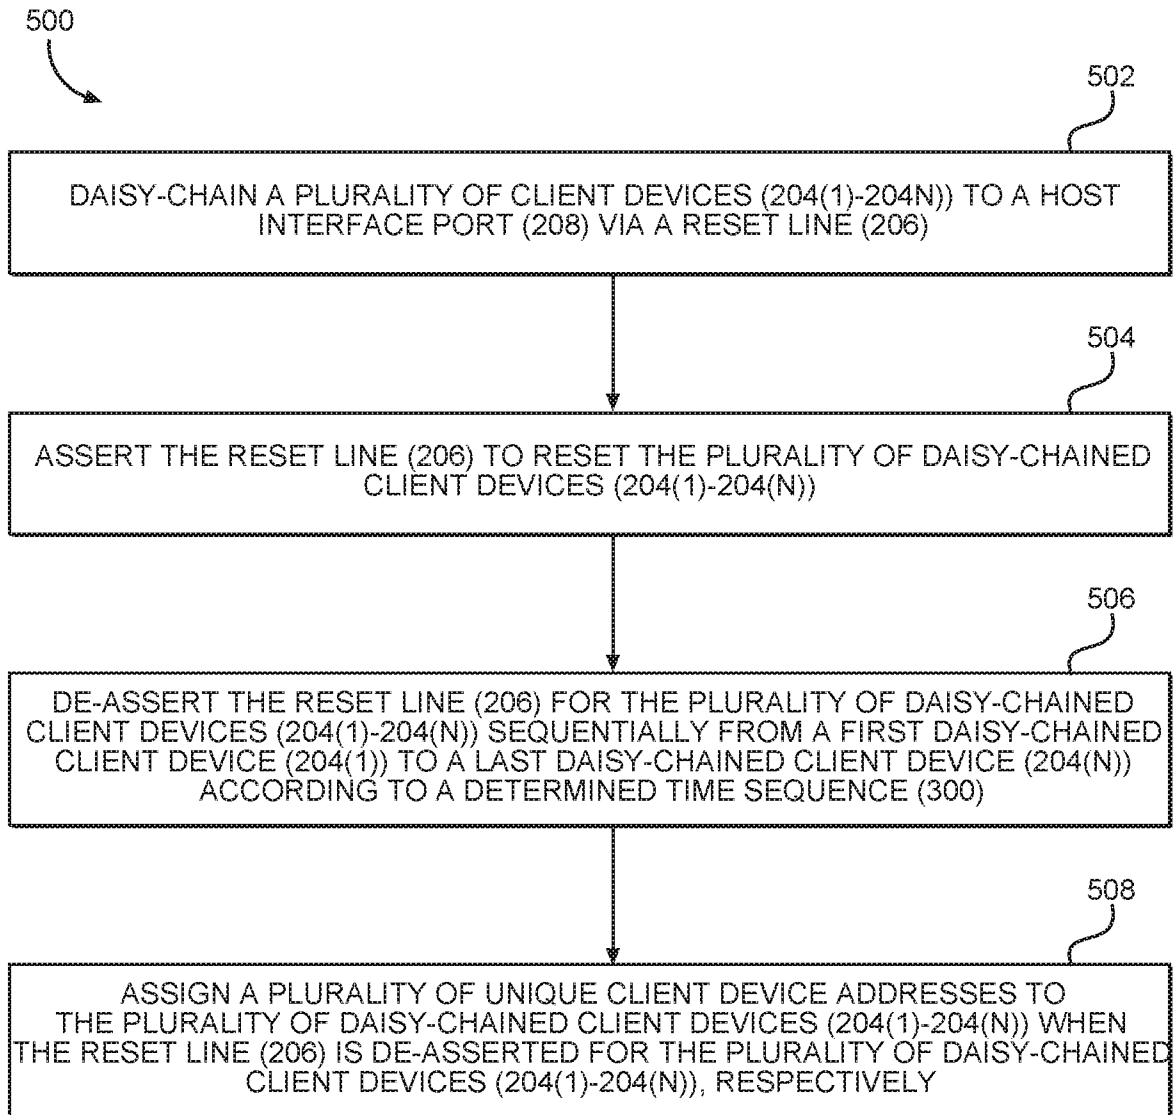 500
502
DAISY-CHAIN A PLURALITY OF CLIENT DEVICES (204(1)-204N)) TO A HOST
INTERFACE PORT (208) VIA A RESET LINE (206)
504
ASSERT THE RESET LINE (206) TO RESET THE PLURALITY OF DAISY-CHAINED
CLIENT DEVICES (204(1)-204(N))
506
DE-ASSERT THE RESET LINE (206) FOR THE PLURALITY OF DAISY-CHAINED
CLIENT DEVICES (204(1)-204(N)) SEQUENTIALLY FROM A FIRST DAISY-CHAINED
CLIENT DEVICE (204(1)) TO A LAST DAISY-CHAINED CLIENT DEVICE (204(N))
ACCORDING TO A DETERMINED TIME SEQUENCE (300)
508
ASSIGN A PLURALITY OF UNIQUE CLIENT DEVICE ADDRESSES TO
THE PLURALITY OF DAISY-CHAINED CLIENT DEVICES (204(1)-204(N)) WHEN
THE RESET LINE (206) IS DE-ASSERTED FOR THE PLURALITY OF DAISY-CHAINED
CLIENT DEVICES (204(1)-204(N)), RESPECTIVELY